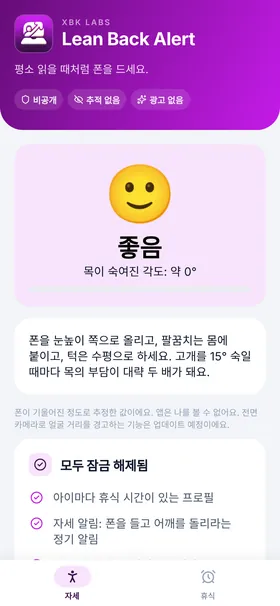 XBK LABS
Lean Back Alert
평소 읽을 때처럼 폰을 드세요.
비공개
추적 없음
광고 없음
좋음
목이 숙여진 각도: 약 0°
폰을 눈높이 쪽으로 올리고, 팔꿈치는 몸에
붙이고, 턱은 수평으로 하세요. 고개를 15° 숙일
때마다 목의 부담이 대략 두 배가 돼요.
폰이 기울어진 정도로 추정한 값이에요. 앱은 나를 볼 수 없어요. 전면
카메라로 얼굴 거리를 경고하는 기능은 업데이트 예정이에요.
모두 잠금 해제됨
아이마다 휴식 시간이 있는 프로필
자세 알림: 폰을 들고 어깨를 돌리라는
정기 알림
자세
휴식